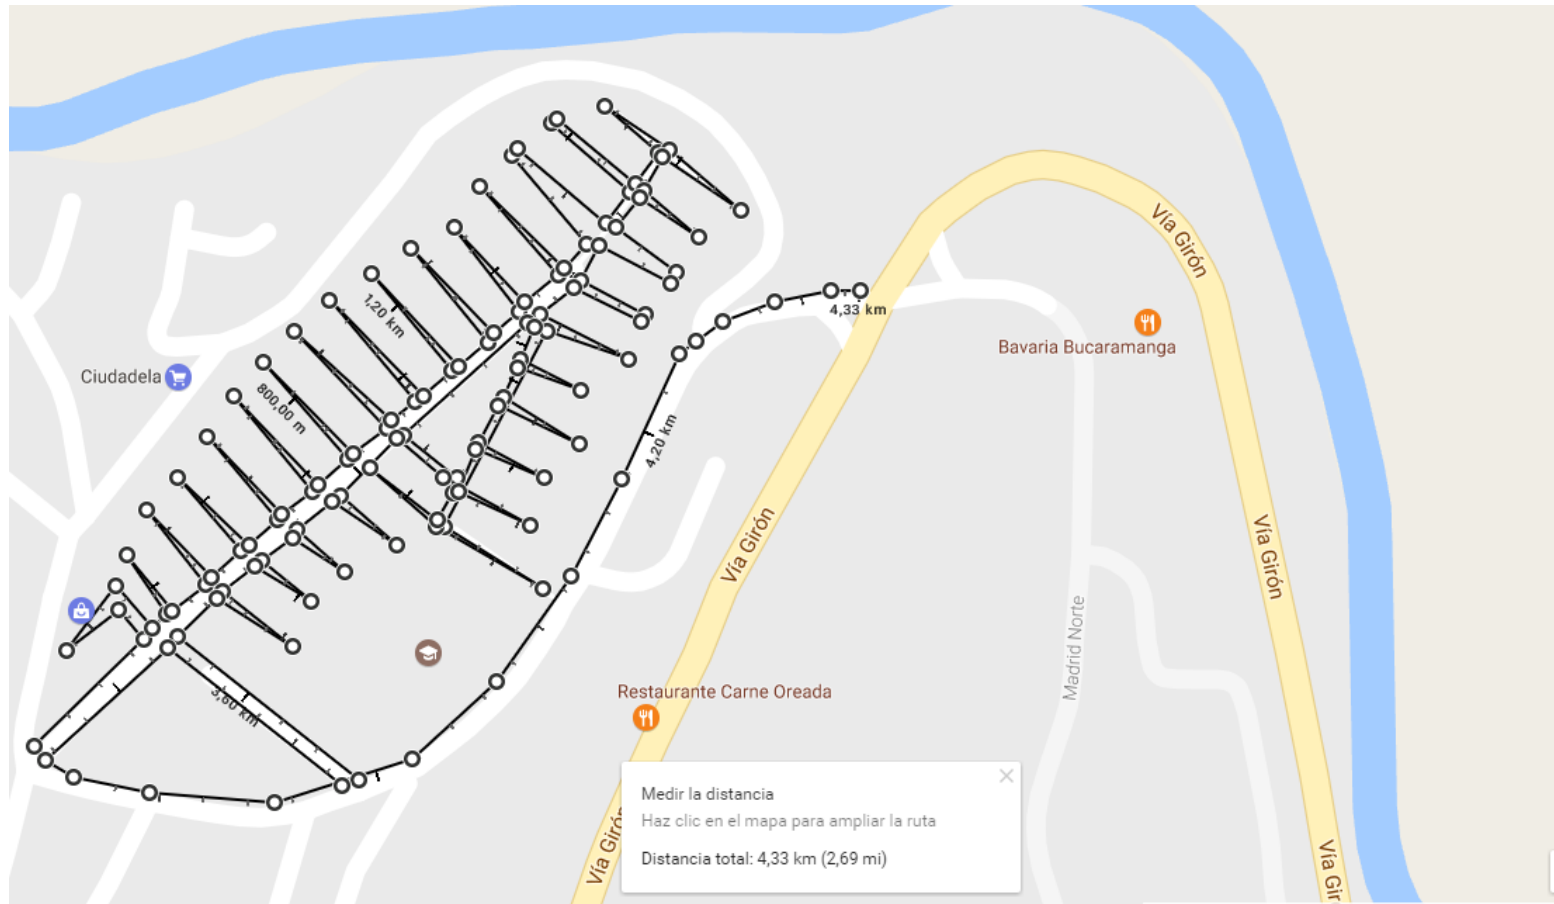 Vía Girón
4,33 km
1,20 km
Bavaria Bucaramanga
Ciudadela
800,00 m
4,20 km
Vía Girón
Vía Girón
Madrid Norte
3,60 km
Restaurante Carne Oreada
Medir la distancia
Haz clic en el mapa para ampliar la ruta
Distancia total: 4,33 km (2,69 mi)
Vía Girón
Vía Gir